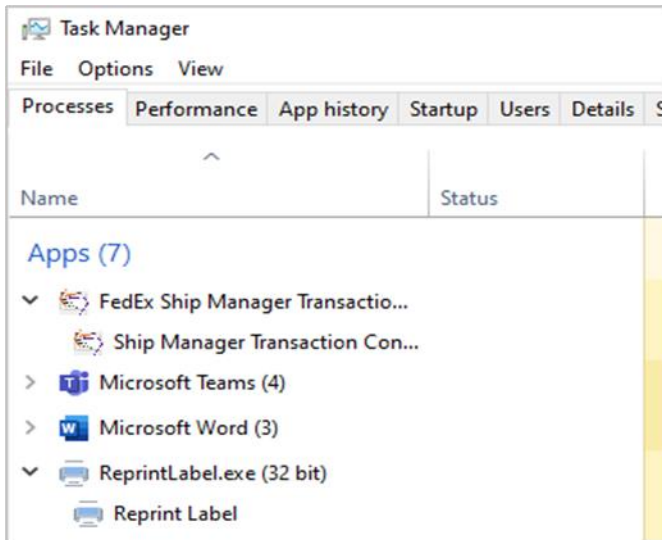 Task Manager
File Options View
Processes Performance App history Startup Users Details S
Name Status
Apps (7)
FedEx Ship Manager Transactio...
Ship Manager Transaction Con...
Microsoft Teams (4)
Microsoft Word (3)
ReprintLabel.exe (32 bit)
Reprint Label